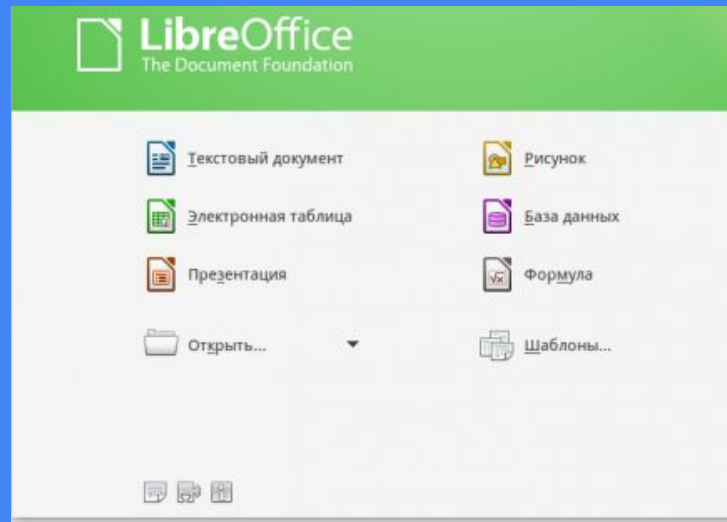 LibreOffice
The Document Foundation
Текстовый документ
Рисунок
Электронная таблица
База данных
Презентация
Формула
Открыть...
Шаблоны...